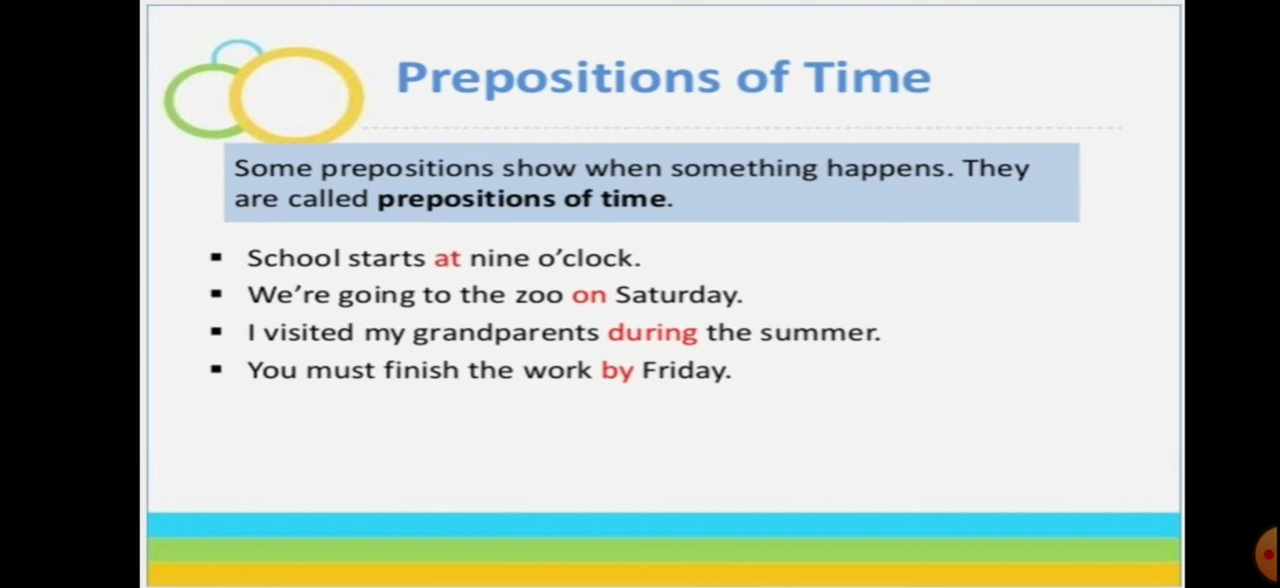 Prepositions of Time
Some prepositions show when something happens. They
are called prepositions of time.
▪ School starts at nine o’clock.
▪ We’re going to the zoo on Saturday.
▪ I visited my grandparents during the summer.
▪ You must finish the work by Friday.